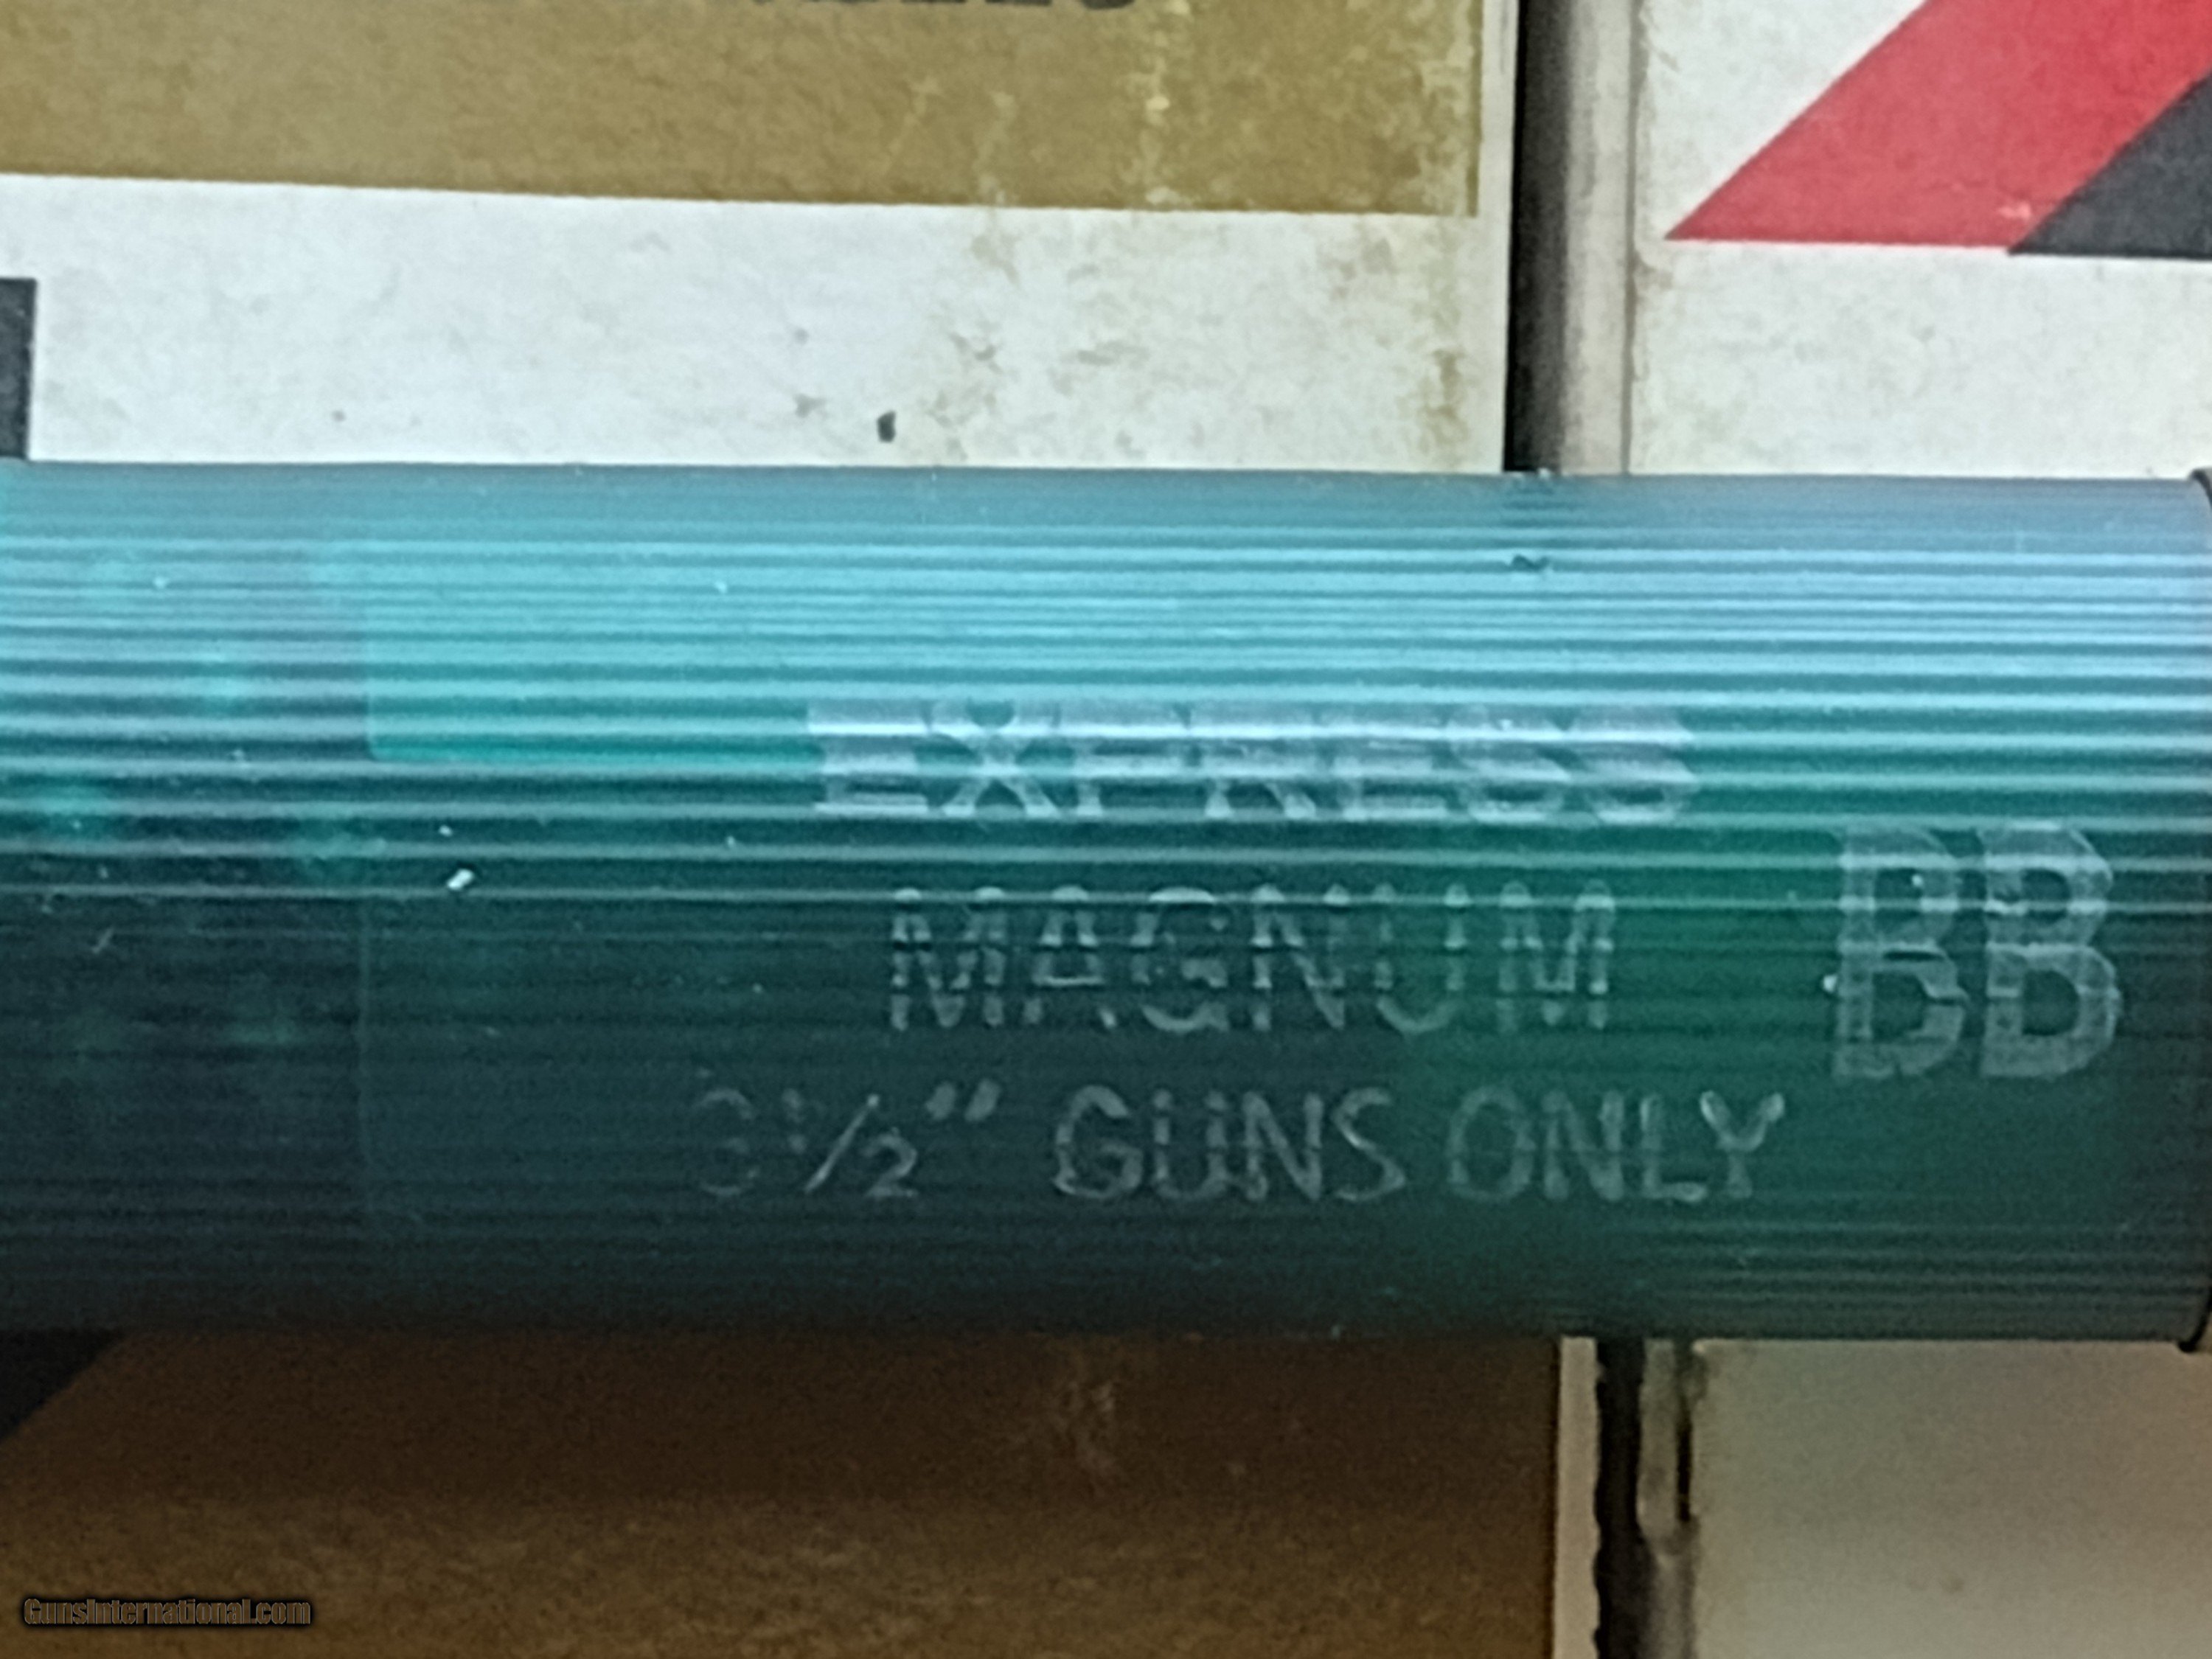 EXPRESS
MAGNUM
BB
3½" GUNS ONLY
GunsInternational.com